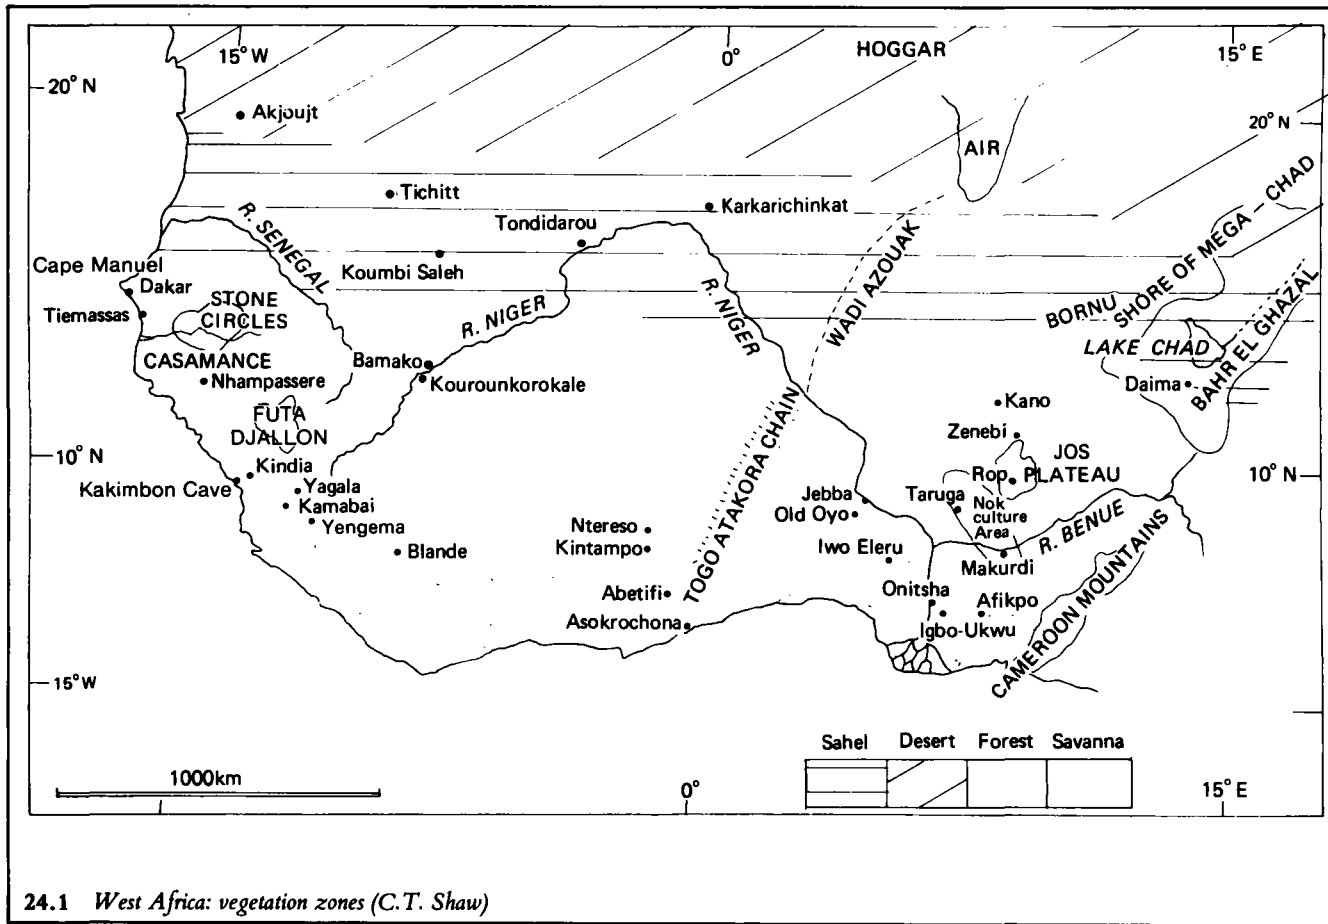 15° W
0°
15° E
HOGGAR
20° N
20° N
Akjoujt
AIR
Tichitt
Karkarichinkat
Tondidarou
R. SENEGAL
Koumbi Saleh
WADI AZOUAK
SHORE OF MEGA – CHAD
Cape Manuel
Dakar
Tiemassas
STONE
CIRCLES
R. NIGER
R. NIGER
BORNU
LAKE CHAD
BAHR EL GHAZAL
CASAMANCE
Nhampassere
Bamako
Kourounkorokale
Daima
FUTA
DJALLON
Kano
Zenebi
JOS
PLATEAU
Rop
10° N
10° N
Kindia
Kakimbon Cave
Yagala
Kamabai
Yengema
Blande
TOGO ATAKORA CHAIN
Jebba
Old Oyo
Taruga
Nok
culture
Area
R. BENUE
Ntereso
Kintampo
Iwo Eleru
Makurdi
Abetifi
Onitsha
Afikpo
Igbo-Ukwu
Asokrochona
CAMEROON MOUNTAINS
15° W
Sahel
Desert
Forest
Savanna
1000km
0°
15° E
24.1 West Africa: vegetation zones (C.T. Shaw)